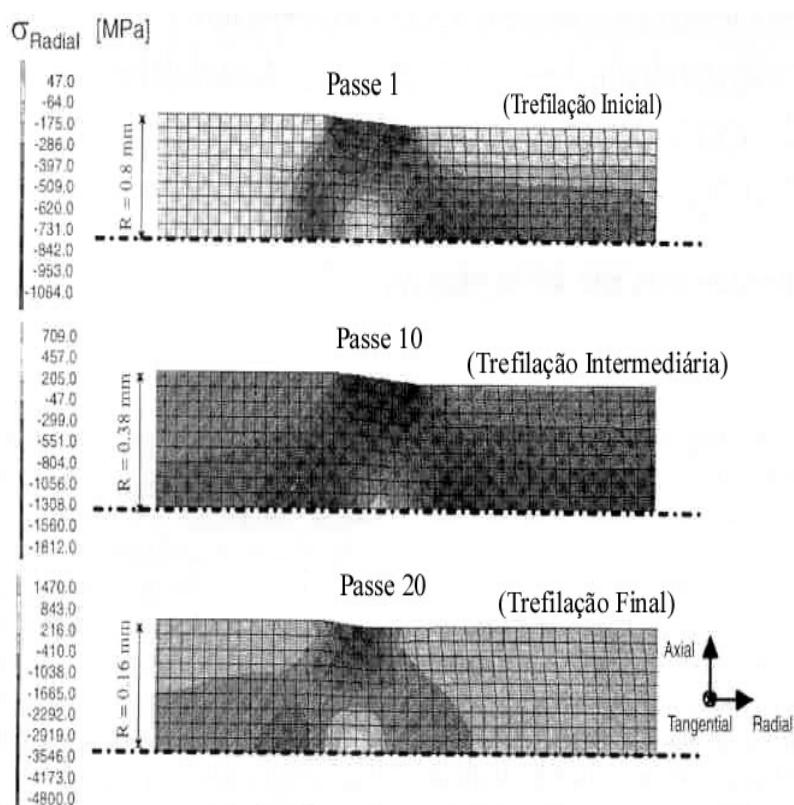 σ Radial [MPa]
Passe 1
(Trefilação Inicial)
47.0
-64.0
-175.0
-286.0
-397.0
-509.0
-620.0
-731.0
-842.0
-953.0
-1064.0
R = 0.8 mm
Passe 10
(Trefilação Intermediária)
709.0
457.0
205.0
-47.0
-299.0
-551.0
-804.0
-1056.0
-1308.0
-1560.0
-1812.0
R = 0.38 mm
Passe 20
(Trefilação Final)
1470.0
843.0
216.0
-410.0
-1038.0
-1665.0
-2292.0
-2919.0
-3546.0
-4173.0
-4800.0
R = 0.16 mm
Axial
Tangential Radial